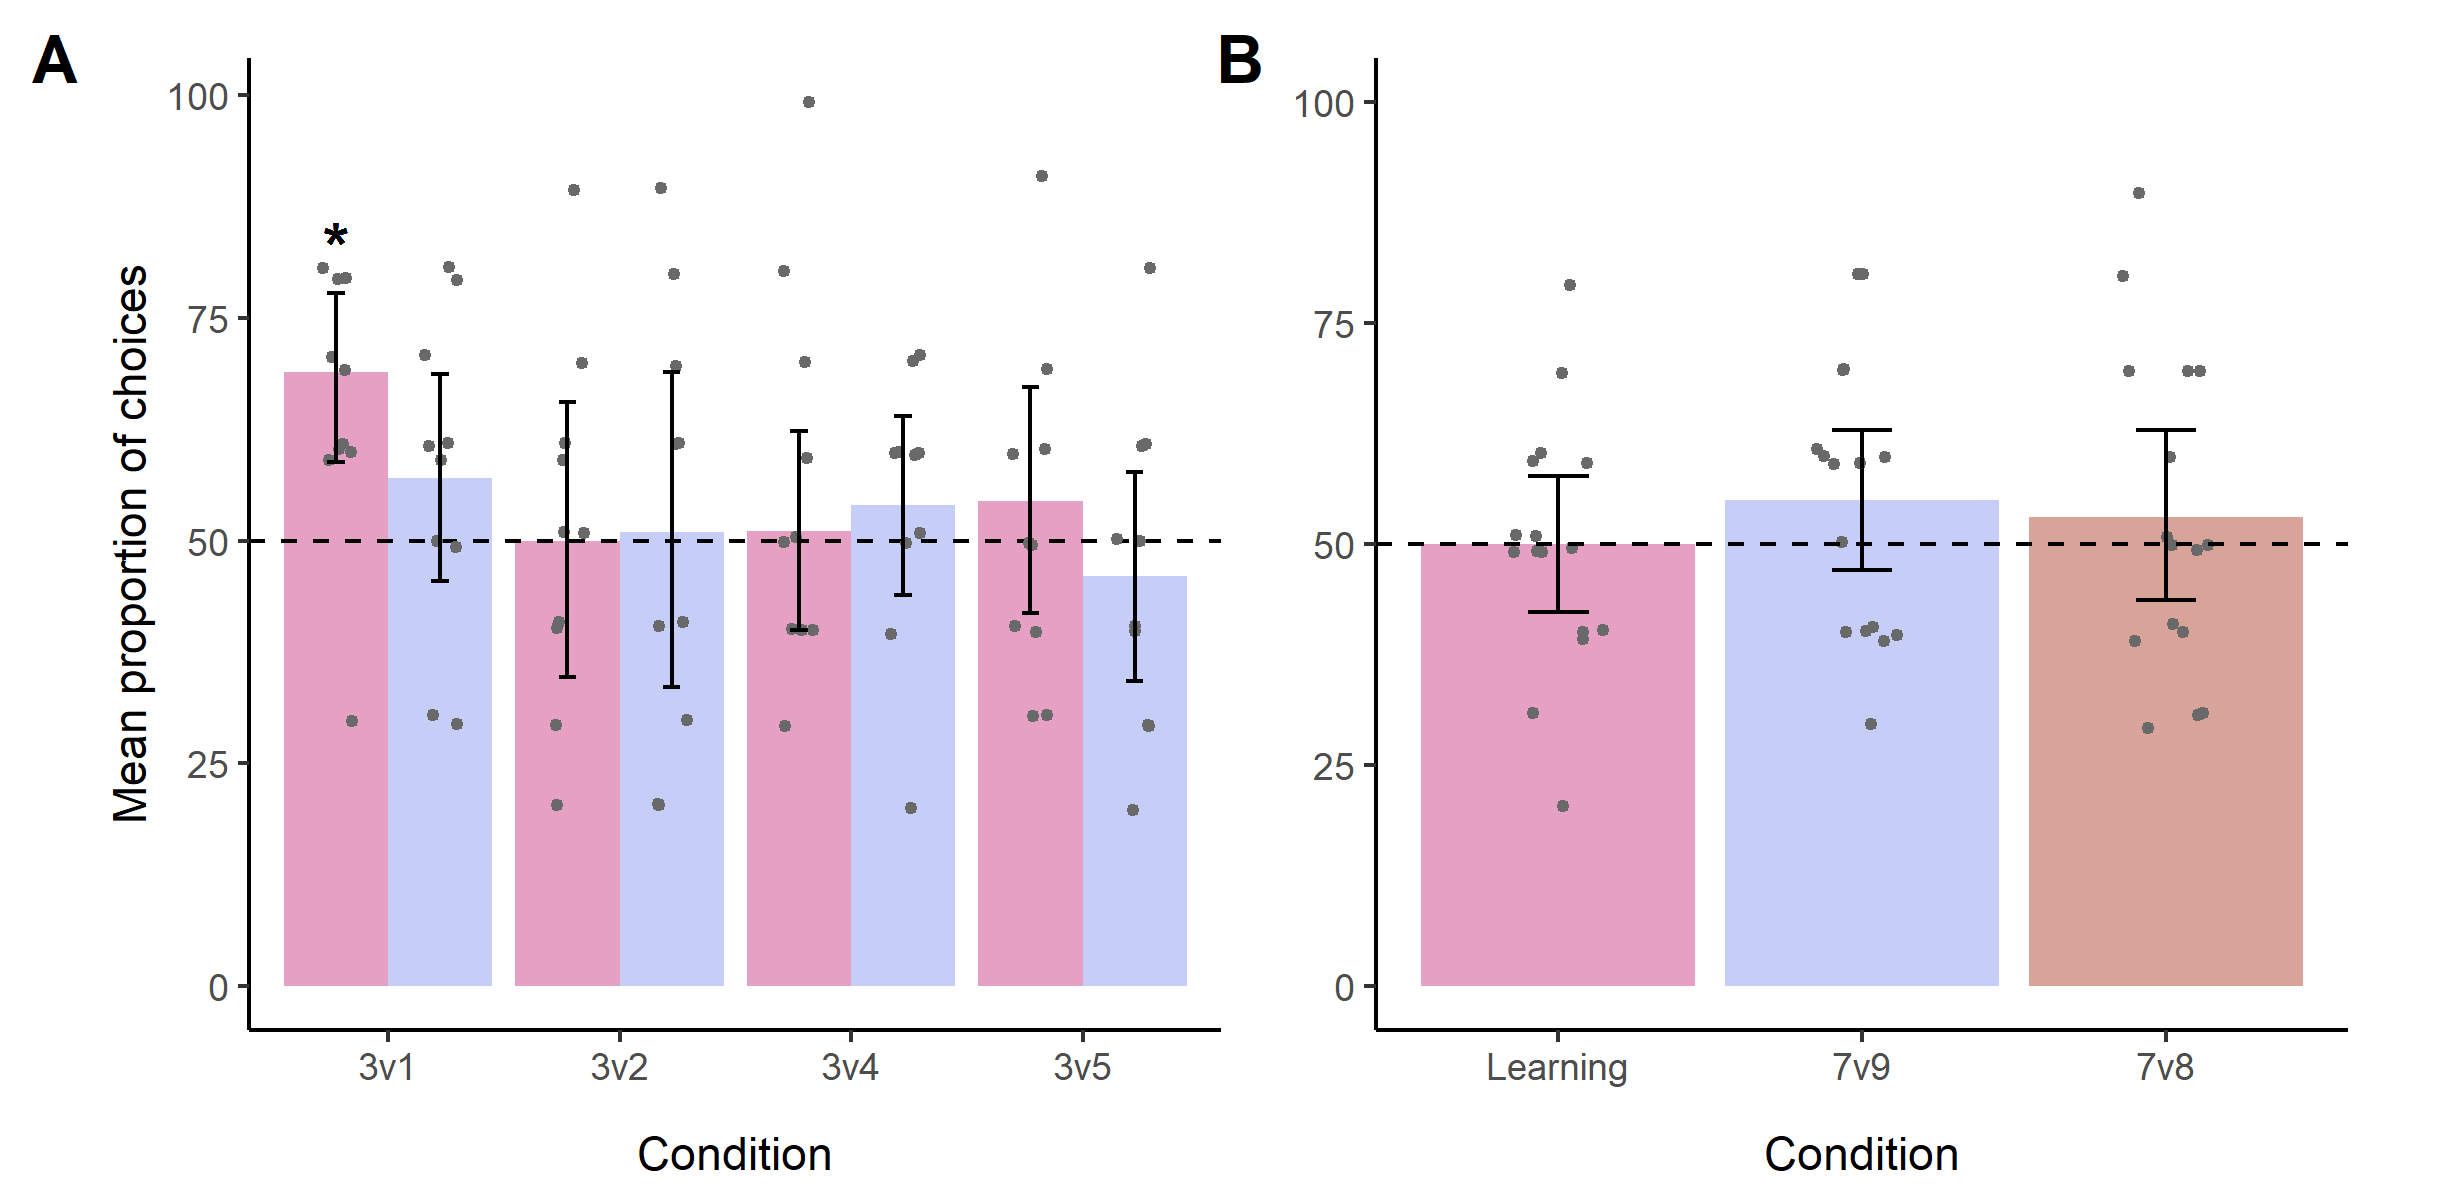 A
B
Mean proportion of choices
100
75
50
25
0
*
3v1
3v2
3v4
3v5
Condition
100
75
50
25
0
Learning
7v9
7v8
Condition